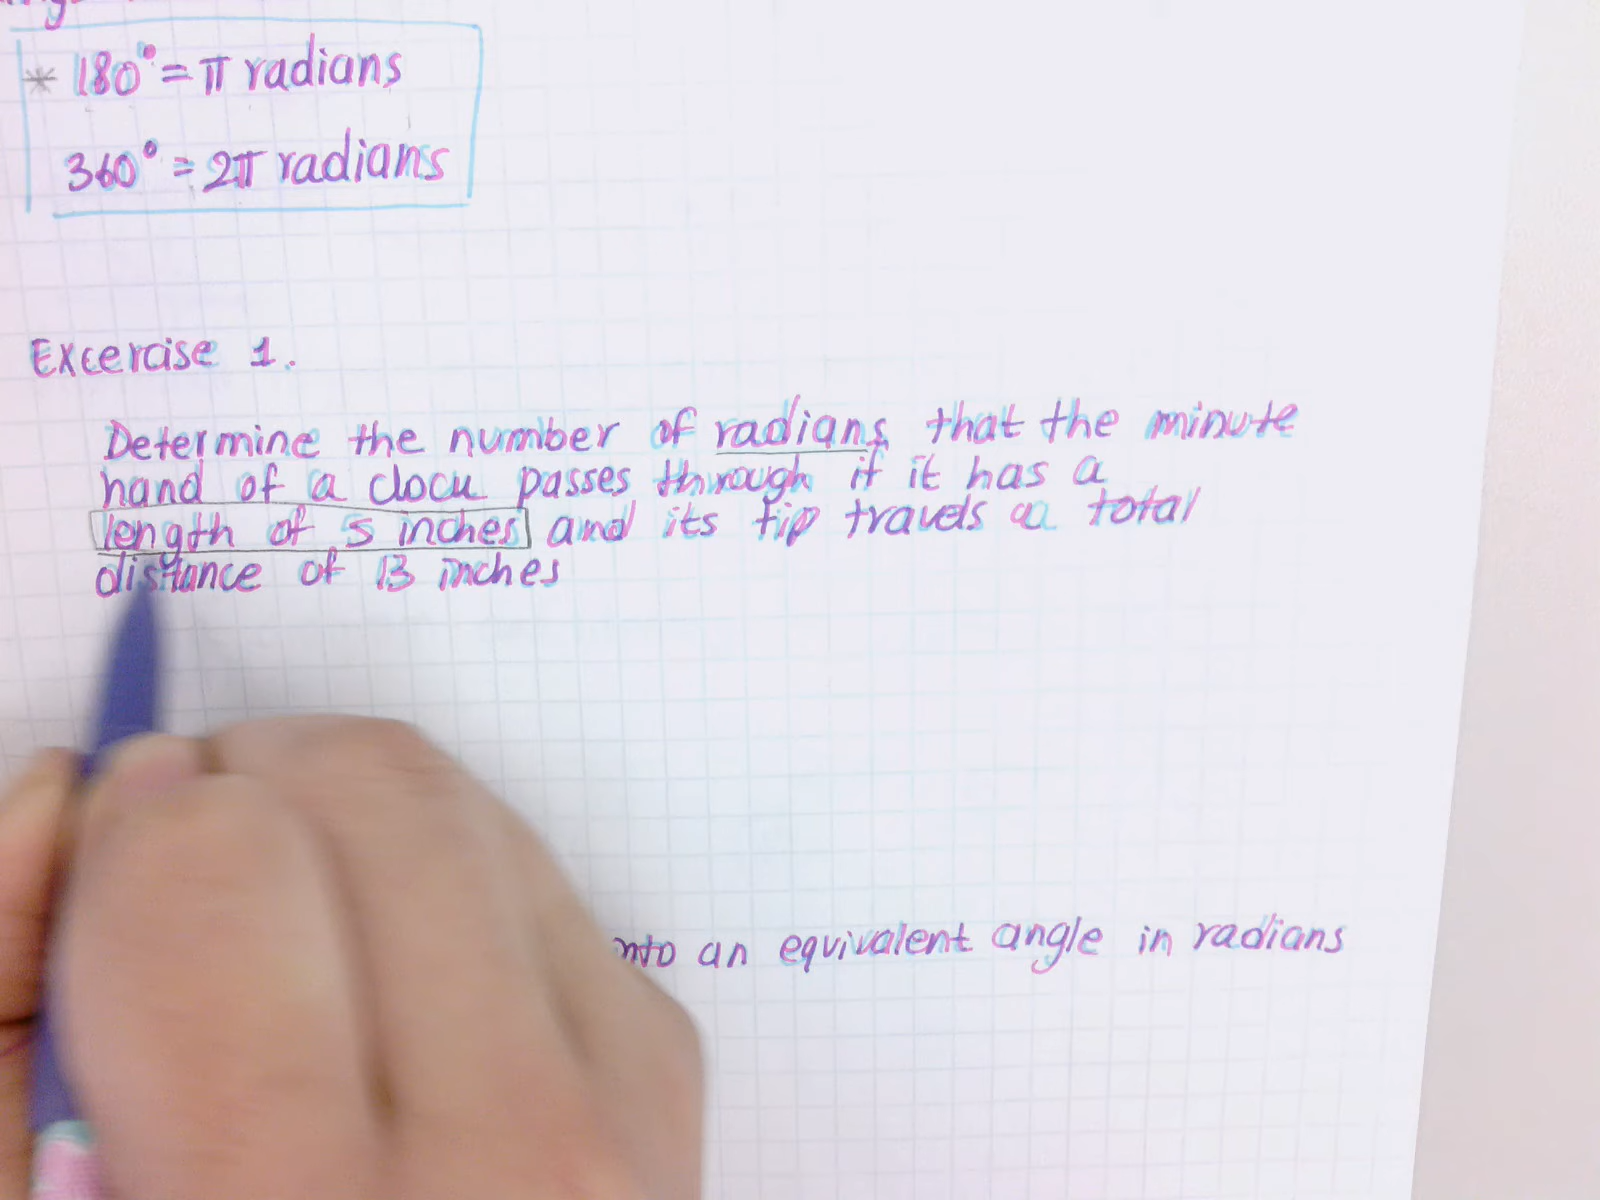 * 180° = π radians
360° = 2π radians
Excercise 1.
Determine the number of radians that the minute
hand of a clock passes through if it has a
length of 5 inches and its tip travels a total
distance of 13 inches
into an equivalent angle in radians